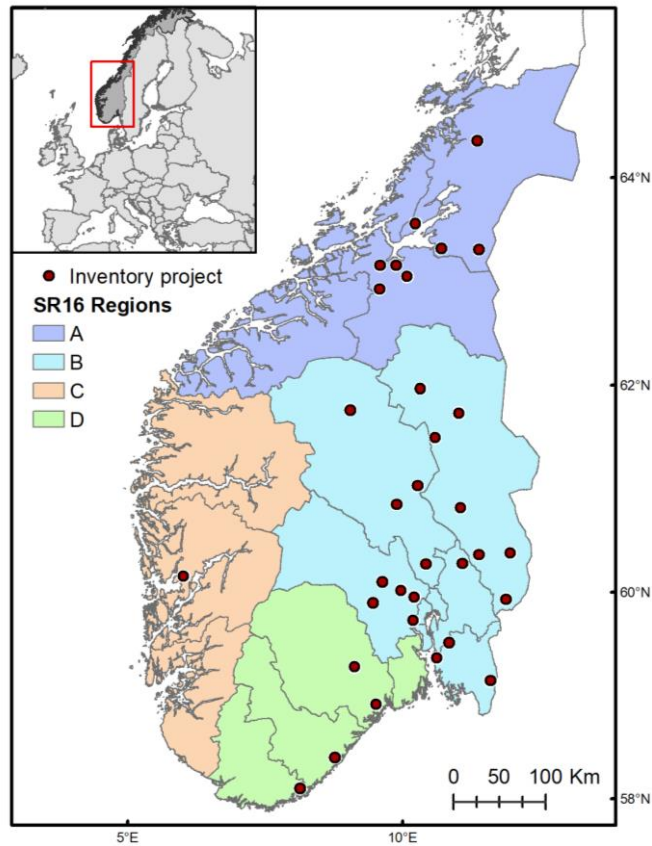 Inventory project
SR16 Regions
A
B
C
D
64°N
62°N
60°N
58°N
0 50 100 Km
5°E 10°E